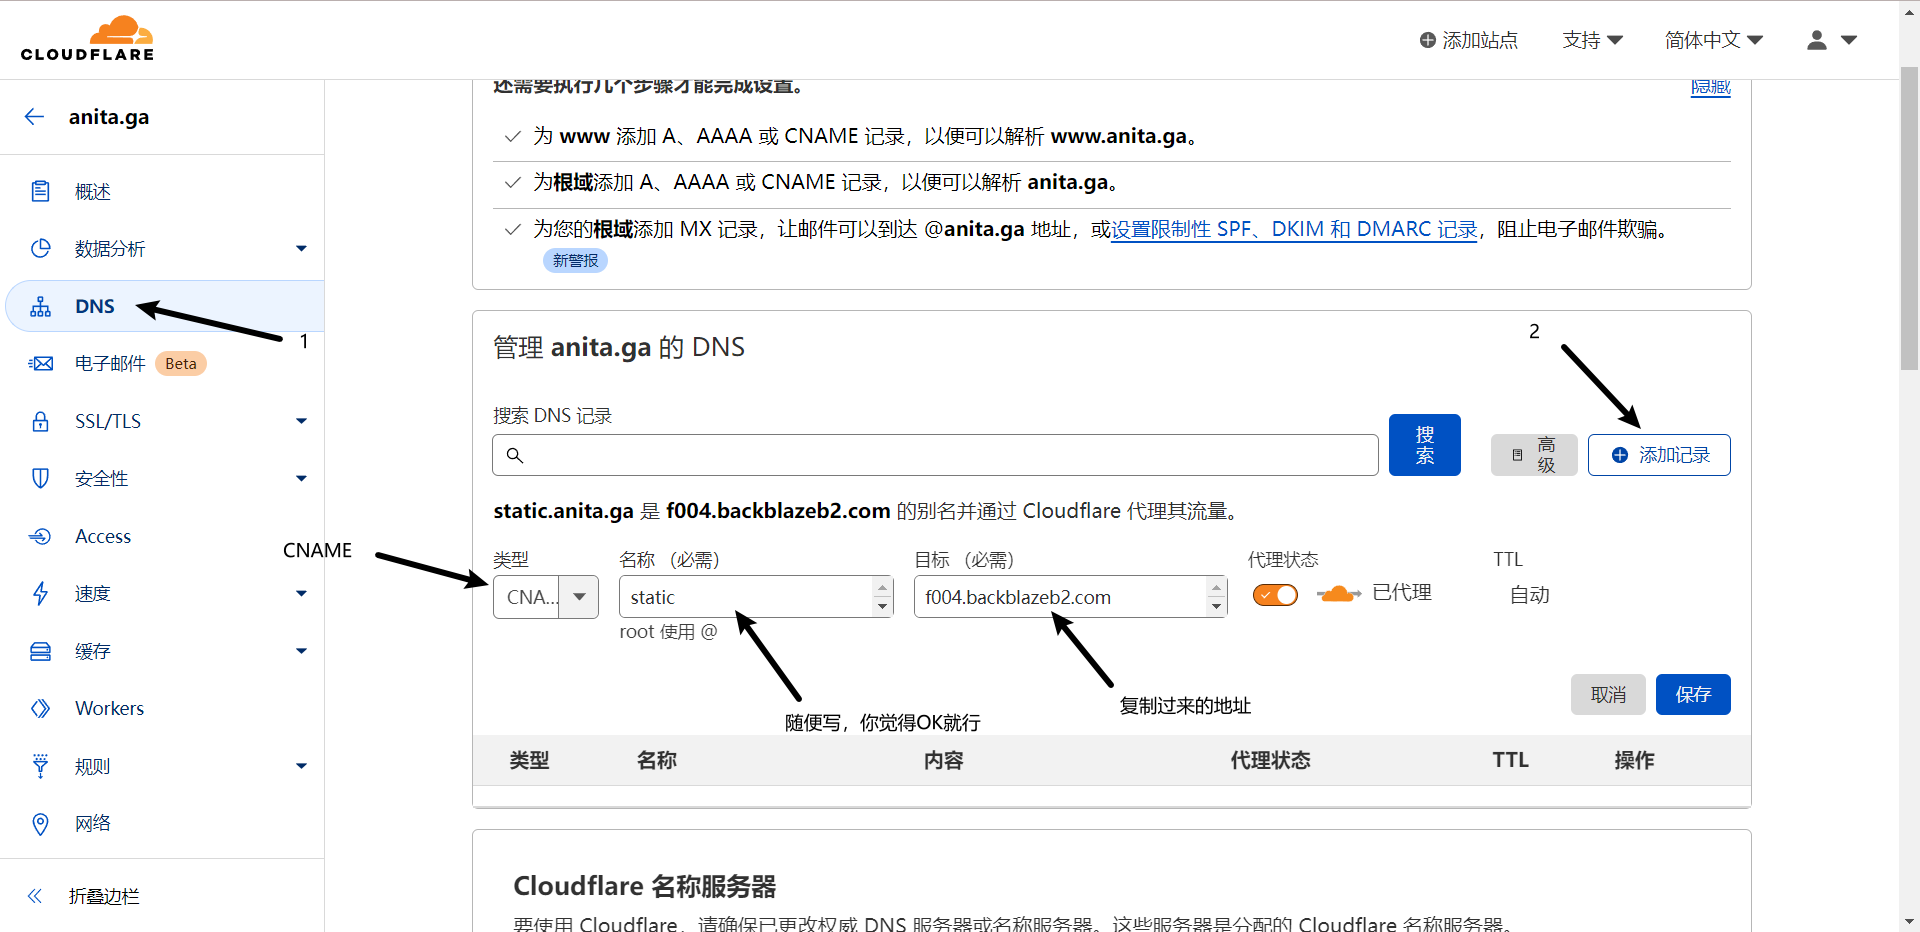 CLOUDFLARE
添加站点
支持
简体中文
anita.ga
概述
数据分析
DNS
1
电子邮件 Beta
SSL/TLS
安全性
Access
速度
缓存
Workers
规则
网络
折叠边栏
还需要执行几个步骤才能完成设置。
隐藏
为 www 添加 A、AAAA 或 CNAME 记录，以便可以解析 www.anita.ga。
为根域添加 A、AAAA 或 CNAME 记录，以便可以解析 anita.ga。
为您的根域添加 MX 记录，让邮件可以到达 @anita.ga 地址，或设置限制性 SPF、DKIM 和 DMARC 记录，阻止电子邮件欺骗。
新警报
管理 anita.ga 的 DNS
2
搜索 DNS 记录
搜索
高级
添加记录
static.anita.ga 是 f004.backblazeb2.com 的别名并通过 Cloudflare 代理其流量。
CNAME
类型
名称 （必需）
目标 （必需）
代理状态
TTL
CNA...
static
f004.backblazeb2.com
已代理
自动
root 使用 @
随便写，你觉得OK就行
复制过来的地址
取消
保存
类型
名称
内容
代理状态
TTL
操作
Cloudflare 名称服务器
要使用 Cloudflare，请确保已更改权威 DNS 服务器或名称服务器。这些服务器是分配的 Cloudflare 名称服务器。